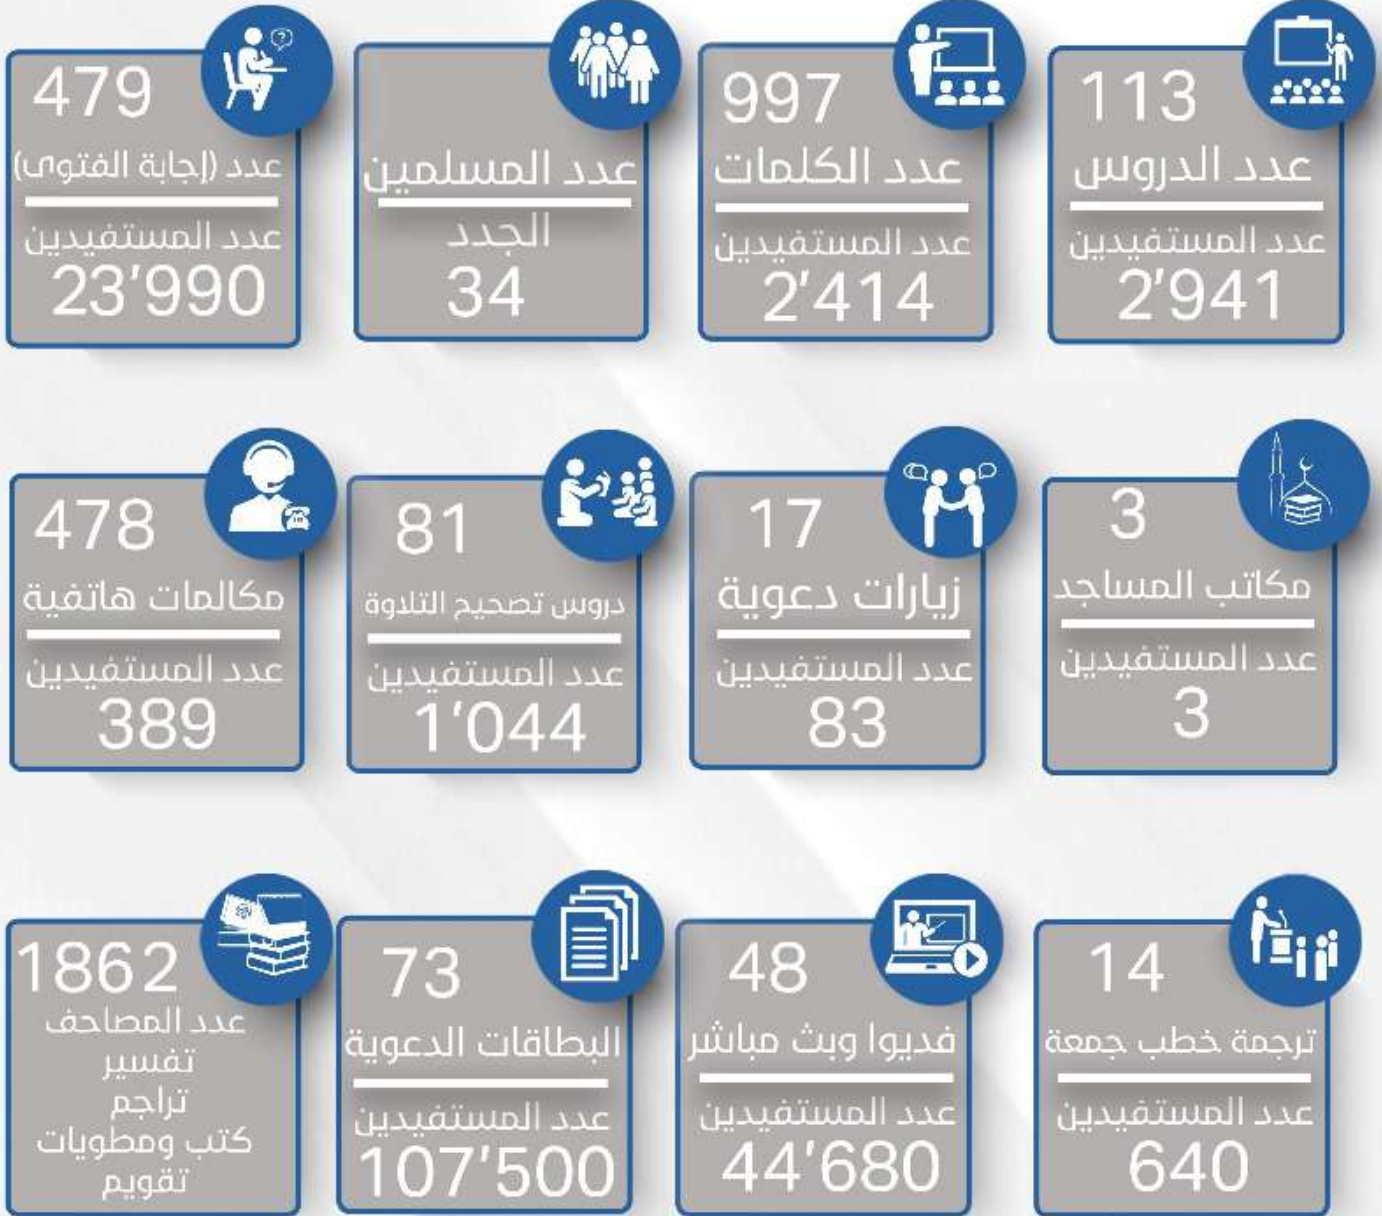 113
عدد الدروس
عدد المستفيدين
2'941
997
عدد الكلمات
عدد المستفيدين
2'414
عدد المسلمين
الجدد
34
479
عدد (إجابة الفتوى)
عدد المستفيدين
23'990
3
مكاتب المساجد
عدد المستفيدين
3
17
زيارات دعوية
عدد المستفيدين
83
81
دروس تصحيح التلاوة
عدد المستفيدين
1'044
478
مكالمات هاتفية
عدد المستفيدين
389
14
ترجمة خطب جمعة
عدد المستفيدين
640
48
فديوا وبث مباشر
عدد المستفيدين
44'680
73
البطاقات الدعوية
عدد المستفيدين
107'500
1862
عدد المصاحف
تفسير
تراجم
كتب ومطويات
تقويم